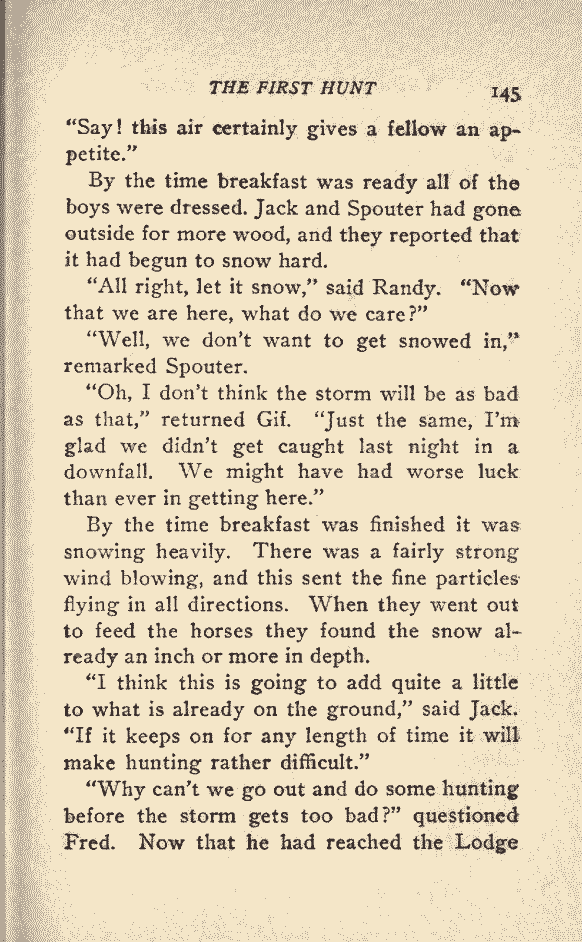 THE FIRST HUNT 145
“Say! this air certainly gives a fellow an ap-
petite.”
By the time breakfast was ready all of the
boys were dressed. Jack and Spouter had gone
outside for more wood, and they reported that
it had begun to snow hard.
“All right, let it snow,” said Randy. “Now
that we are here, what do we care?”
“Well, we don’t want to get snowed in,”
remarked Spouter.
“Oh, I don’t think the storm will be as bad
as that,” returned Gif. “Just the same, I’m
glad we didn’t get caught last night in a
downfall. We might have had worse luck
than ever in getting here.”
By the time breakfast was finished it was
snowing heavily. There was a fairly strong
wind blowing, and this sent the fine particles
flying in all directions. When they went out
to feed the horses they found the snow al-
ready an inch or more in depth.
“I think this is going to add quite a little
to what is already on the ground,” said Jack.
“If it keeps on for any length of time it will
make hunting rather difficult.”
“Why can’t we go out and do some hunting
before the storm gets too bad?” questioned
Fred. Now that he had reached the Lodge